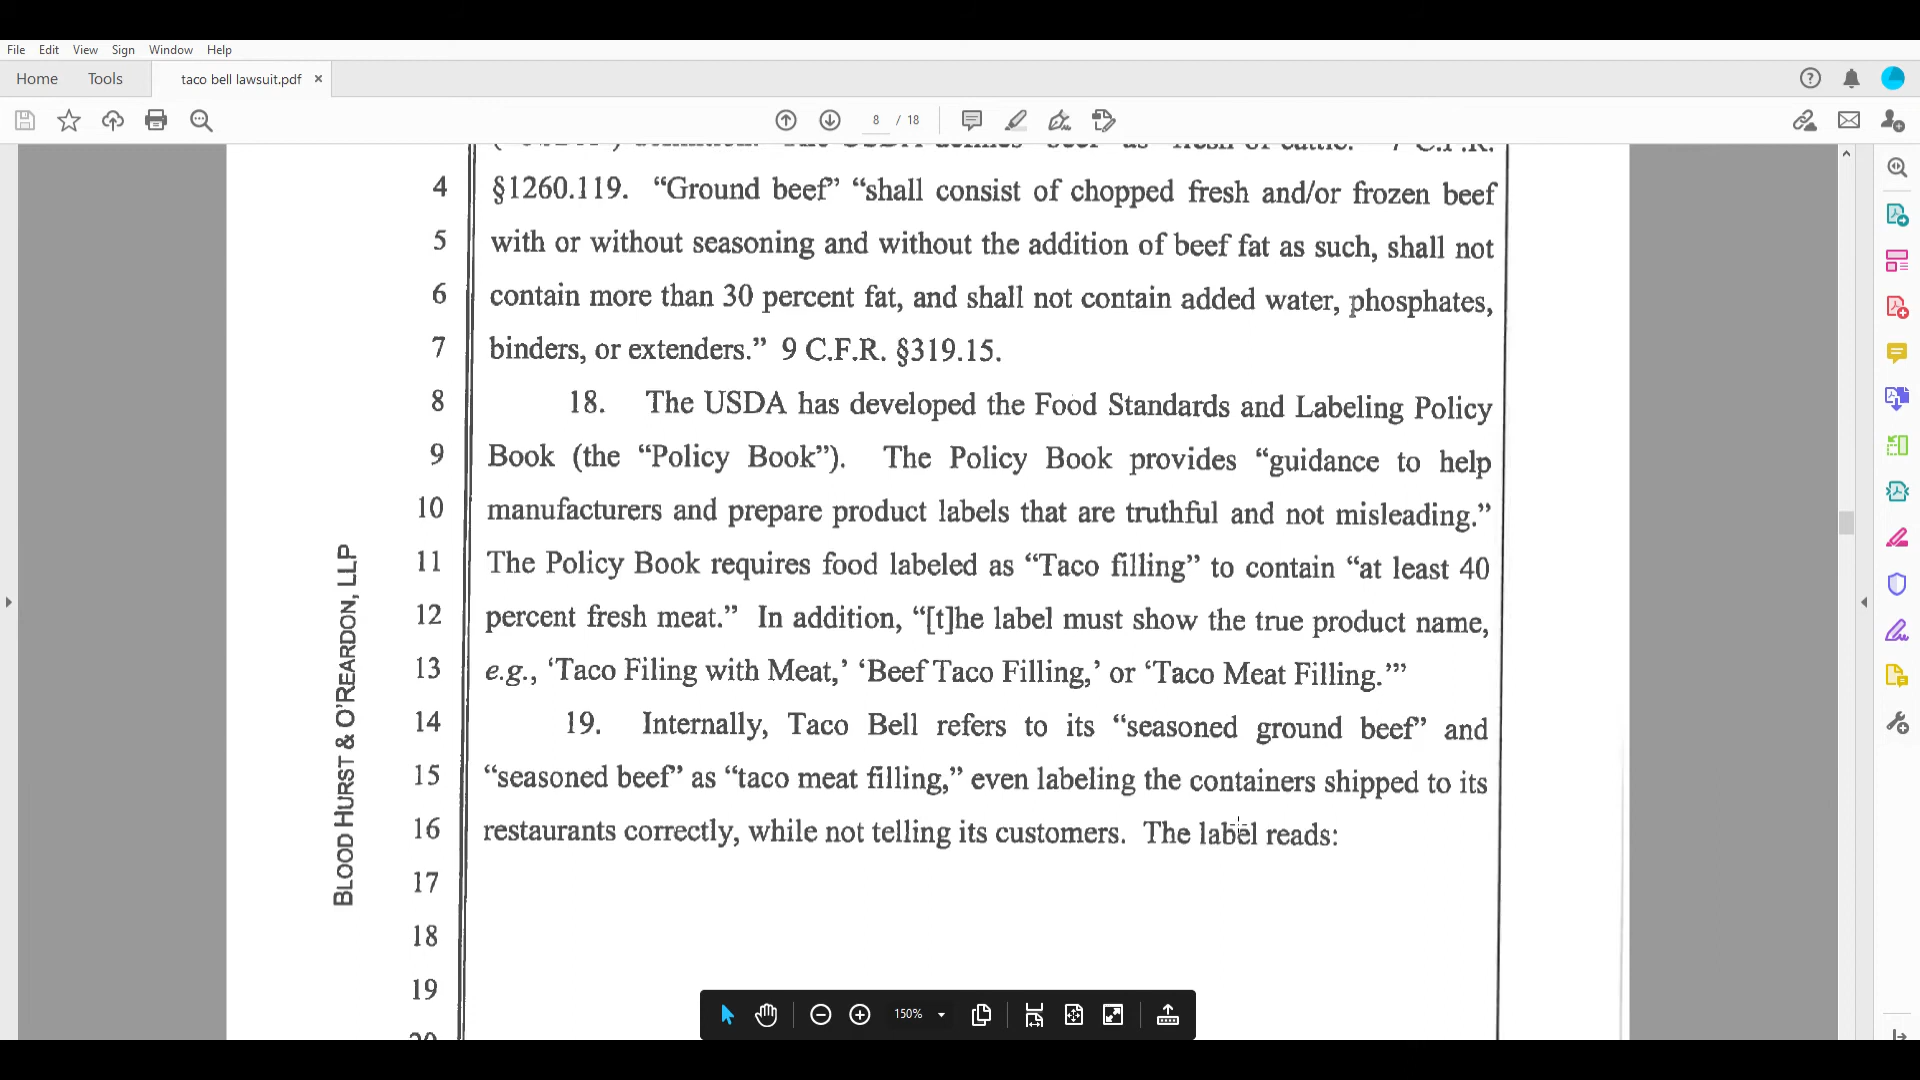 File Edit View Sign Window Help
Home Tools taco bell lawsuit.pdf ×
8 / 18
4 §1260.119. “Ground beef” “shall consist of chopped fresh and/or frozen beef
5 with or without seasoning and without the addition of beef fat as such, shall not
6 contain more than 30 percent fat, and shall not contain added water, phosphates,
7 binders, or extenders.” 9 C.F.R. §319.15.
8 18. The USDA has developed the Food Standards and Labeling Policy
9 Book (the “Policy Book”). The Policy Book provides “guidance to help
10 manufacturers and prepare product labels that are truthful and not misleading.”
11 The Policy Book requires food labeled as “Taco filling” to contain “at least 40
12 percent fresh meat.” In addition, “[t]he label must show the true product name,
13 e.g., ‘Taco Filing with Meat,’ ‘Beef Taco Filling,’ or ‘Taco Meat Filling.’”
14 19. Internally, Taco Bell refers to its “seasoned ground beef” and
15 “seasoned beef” as “taco meat filling,” even labeling the containers shipped to its
16 restaurants correctly, while not telling its customers. The label reads:
17
18
19
BLOOD HURST & O’REARDON, LLP
150%